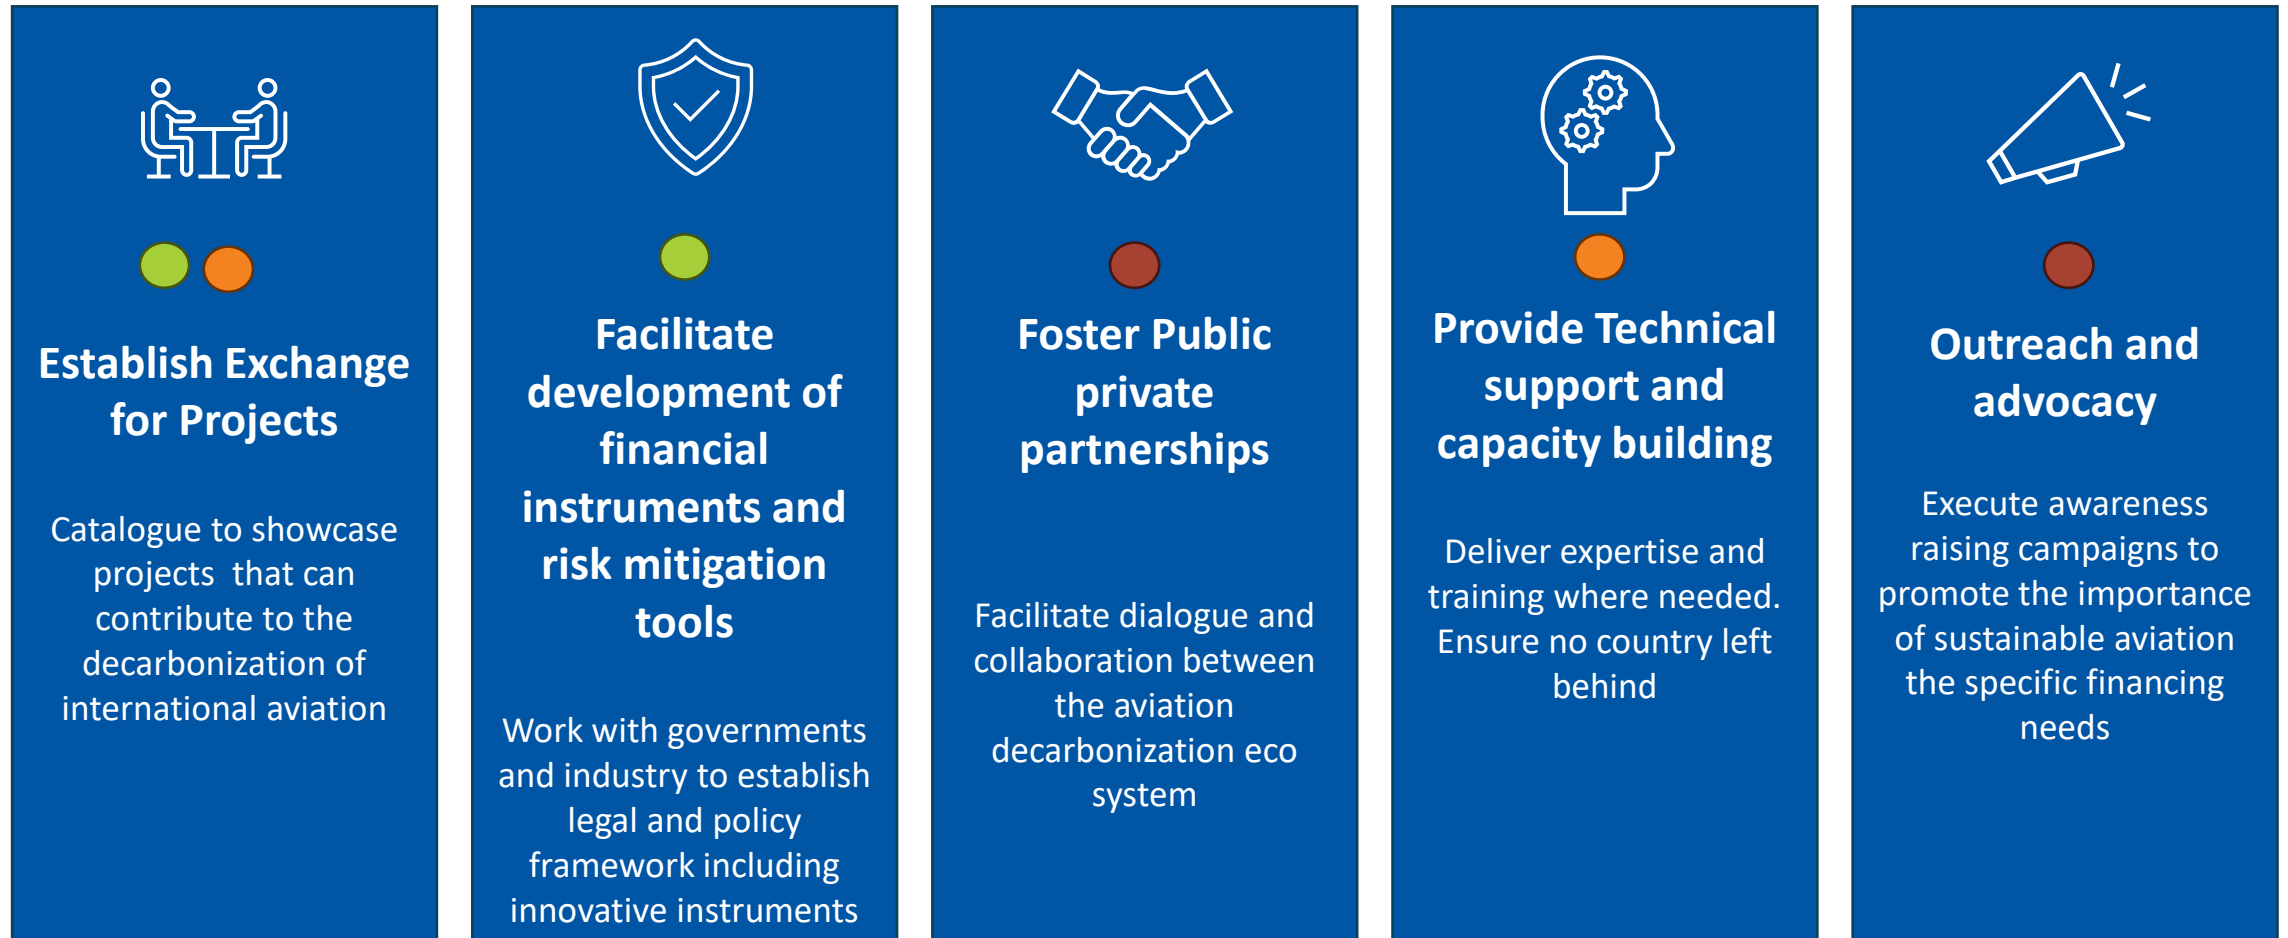 Establish Exchange
for Projects
Catalogue to showcase
projects  that can
contribute to the
decarbonization of
international aviation
Facilitate
development of
financial
instruments and
risk mitigation
tools
Work with governments
and industry to establish
legal and policy
framework including
innovative instruments
Foster Public
private
partnerships
Facilitate dialogue and
collaboration between
the aviation
decarbonization eco
system
Provide Technical
support and
capacity building
Deliver expertise and
training where needed.
Ensure no country left
behind
Outreach and
advocacy
Execute awareness
raising campaigns to
promote the importance
of sustainable aviation
the specific financing
needs